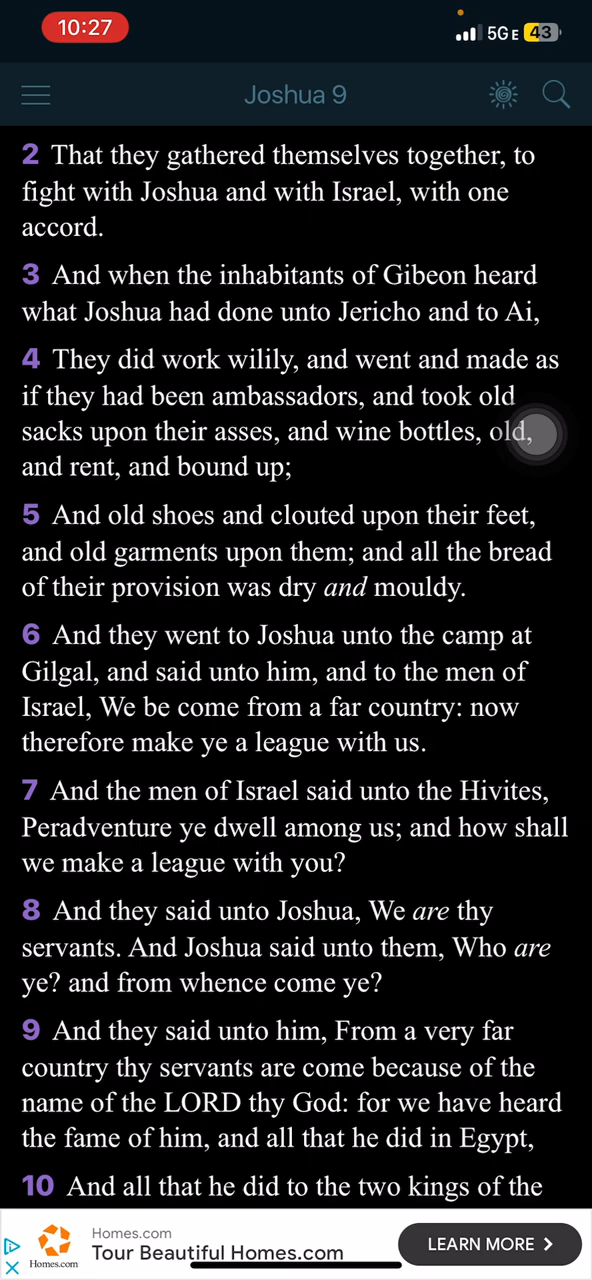 10:27
5G E 43
Joshua 9
2 That they gathered themselves together, to
fight with Joshua and with Israel, with one
accord.
3 And when the inhabitants of Gibeon heard
what Joshua had done unto Jericho and to Ai,
4 They did work wilily, and went and made as
if they had been ambassadors, and took old
sacks upon their asses, and wine bottles, old,
and rent, and bound up;
5 And old shoes and clouted upon their feet,
and old garments upon them; and all the bread
of their provision was dry and mouldy.
6 And they went to Joshua unto the camp at
Gilgal, and said unto him, and to the men of
Israel, We be come from a far country: now
therefore make ye a league with us.
7 And the men of Israel said unto the Hivites,
Peradventure ye dwell among us; and how shall
we make a league with you?
8 And they said unto Joshua, We are thy
servants. And Joshua said unto them, Who are
ye? and from whence come ye?
9 And they said unto him, From a very far
country thy servants are come because of the
name of the LORD thy God: for we have heard
the fame of him, and all that he did in Egypt,
10 And all that he did to the two kings of the
Homes.com
Homes.com
Tour Beautiful Homes.com
LEARN MORE